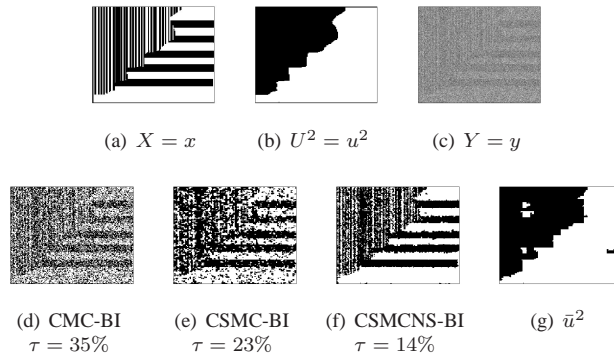 (a) X = x
(b) U² = u²
(c) Y = y
(d) CMC-BI
τ = 35%
(e) CSMC-BI
τ = 23%
(f) CSMCNS-BI
τ = 14%
(g) ū²